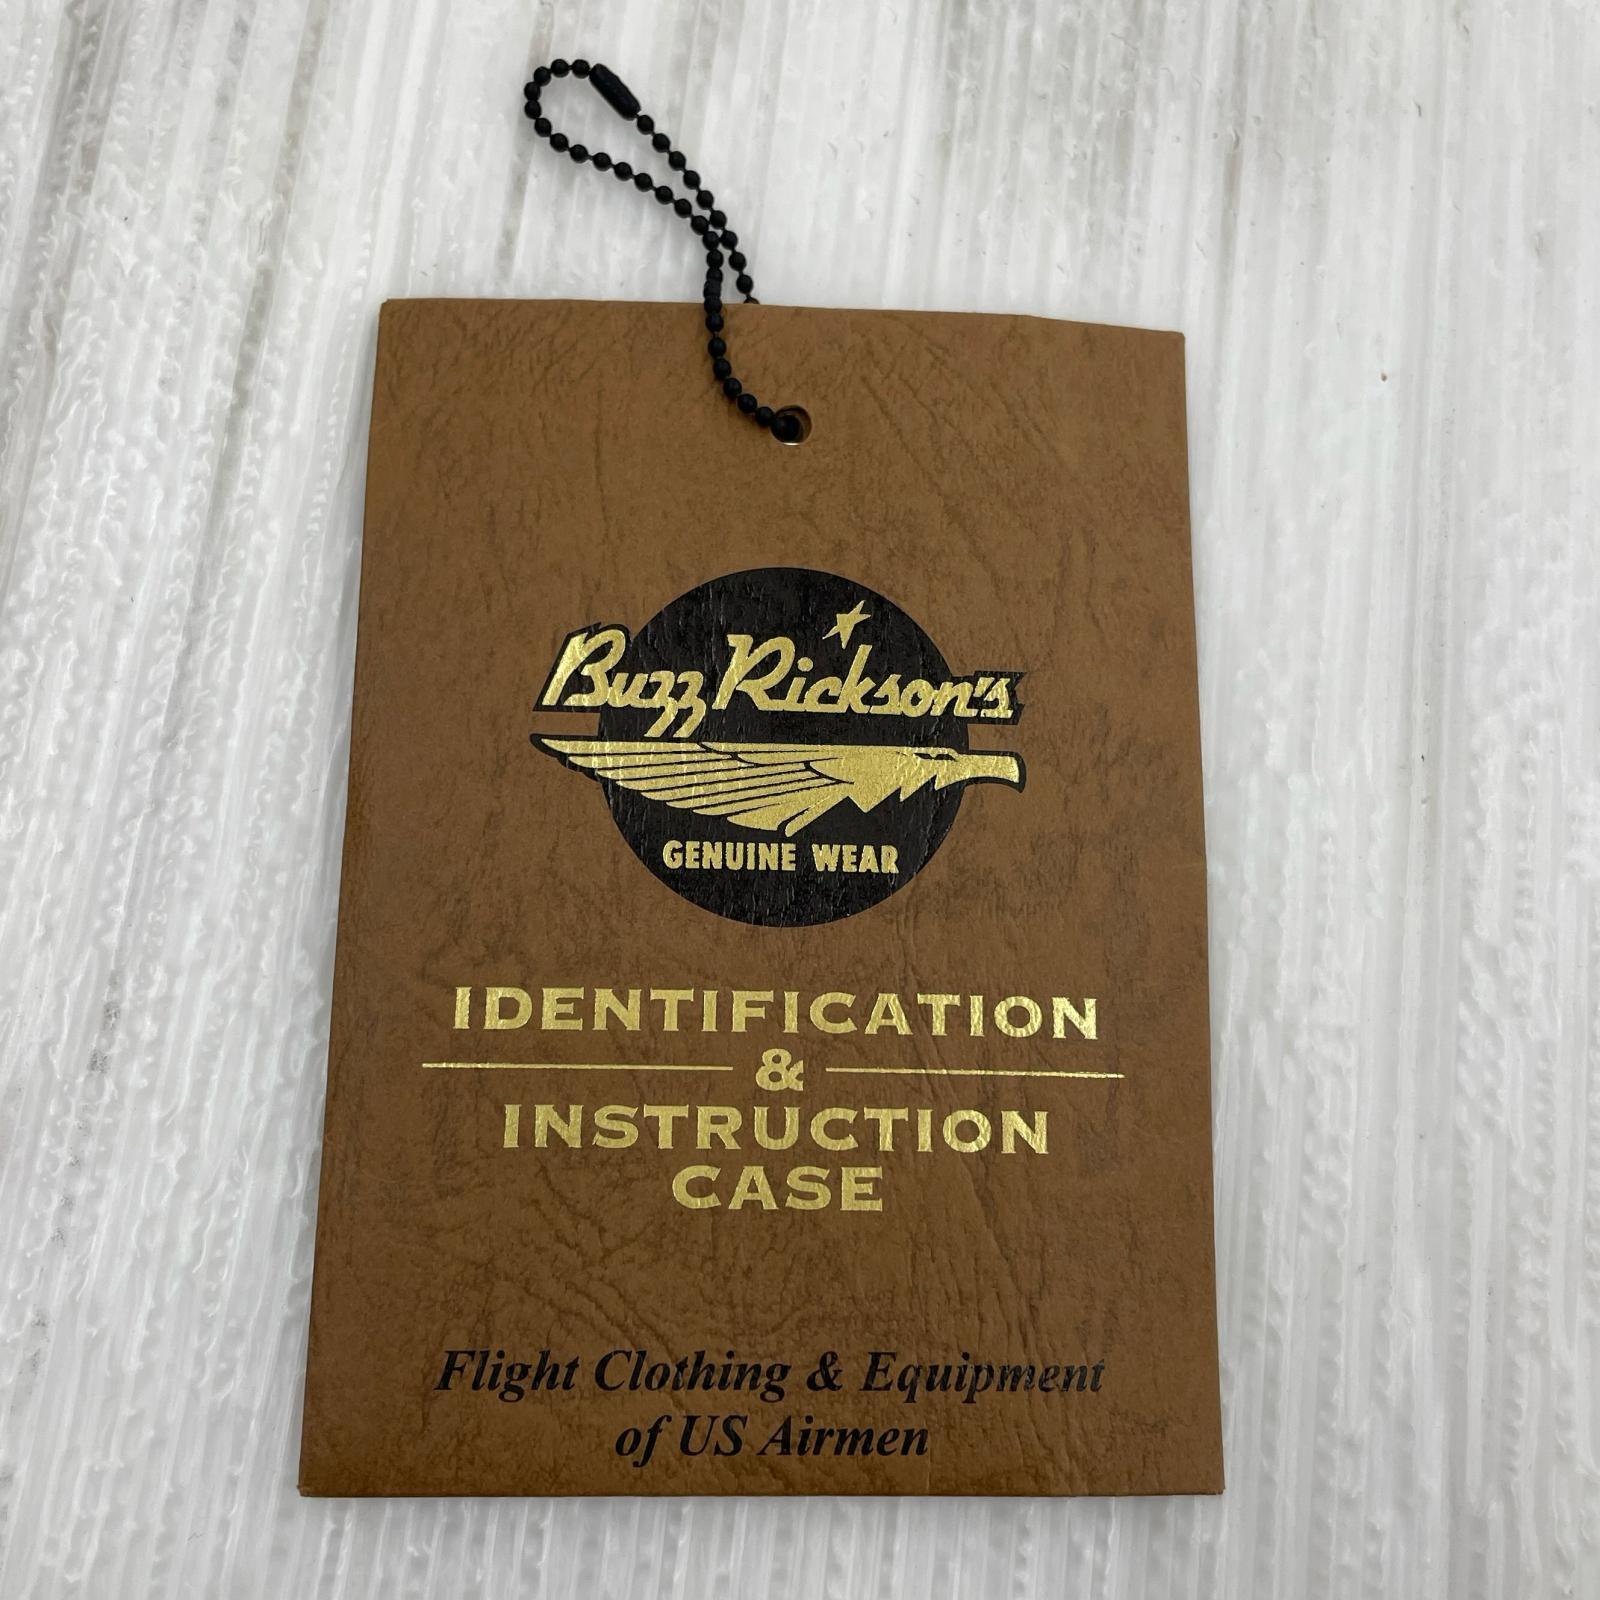 Buzz Rickson's
GENUINE WEAR
IDENTIFICATION
&
INSTRUCTION
CASE
Flight Clothing & Equipment
of US Airmen